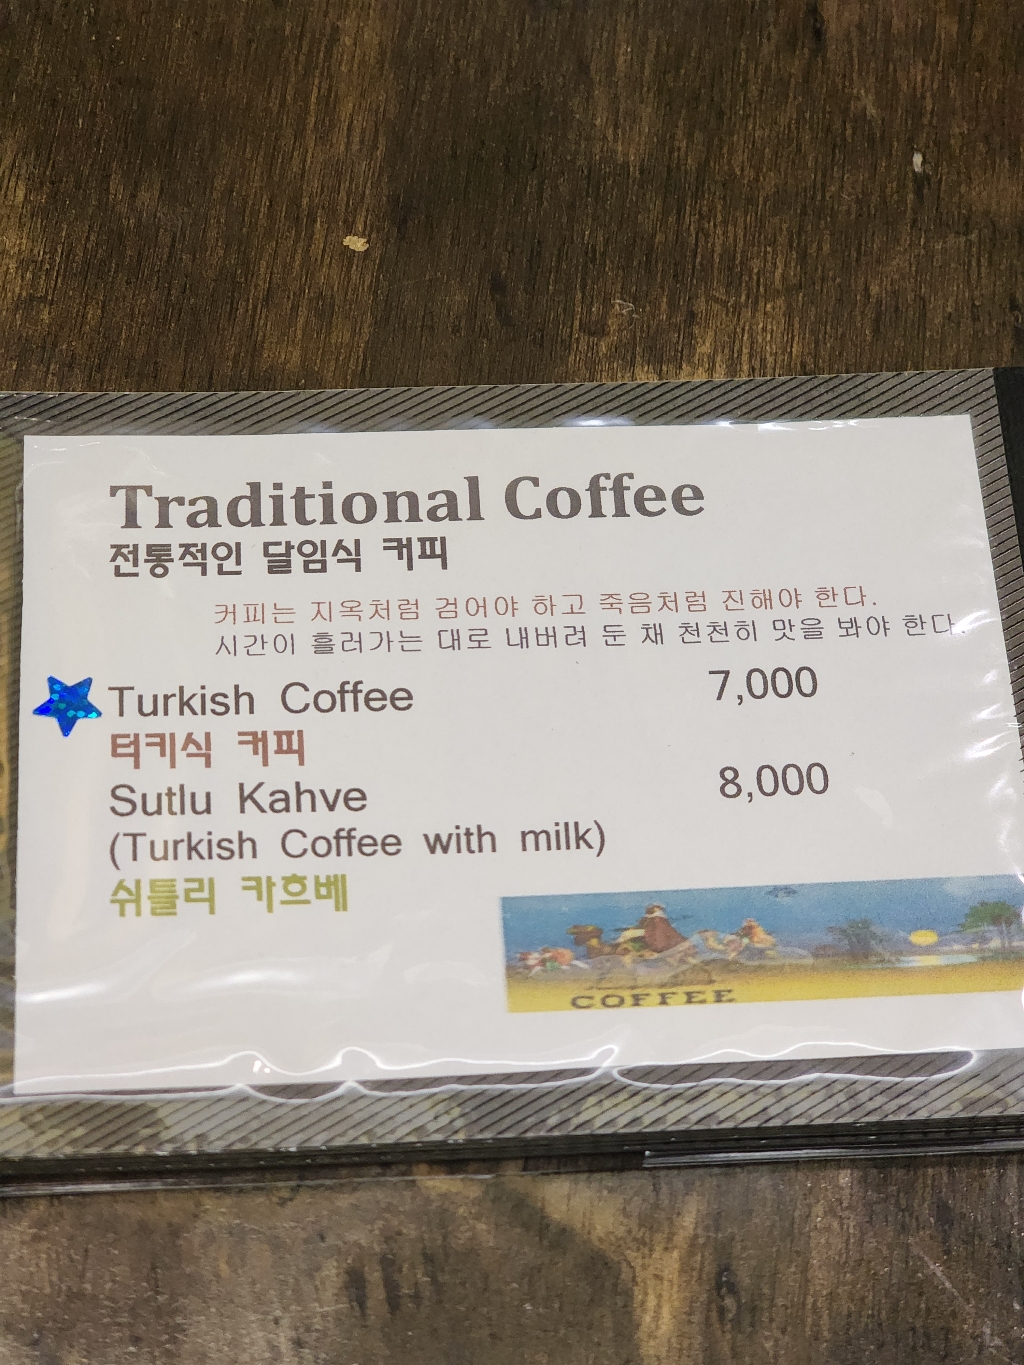 Traditional Coffee
전통적인 달임식 커피
커피는 지옥처럼 검어야 하고 죽음처럼 진해야 한다.
시간이 흘러가는 대로 내버려 둔 채 천천히 맛을 봐야 한다.
Turkish Coffee 7,000
터키식 커피
Sutlu Kahve 8,000
(Turkish Coffee with milk)
쉬틀리 카흐베
COFFEE